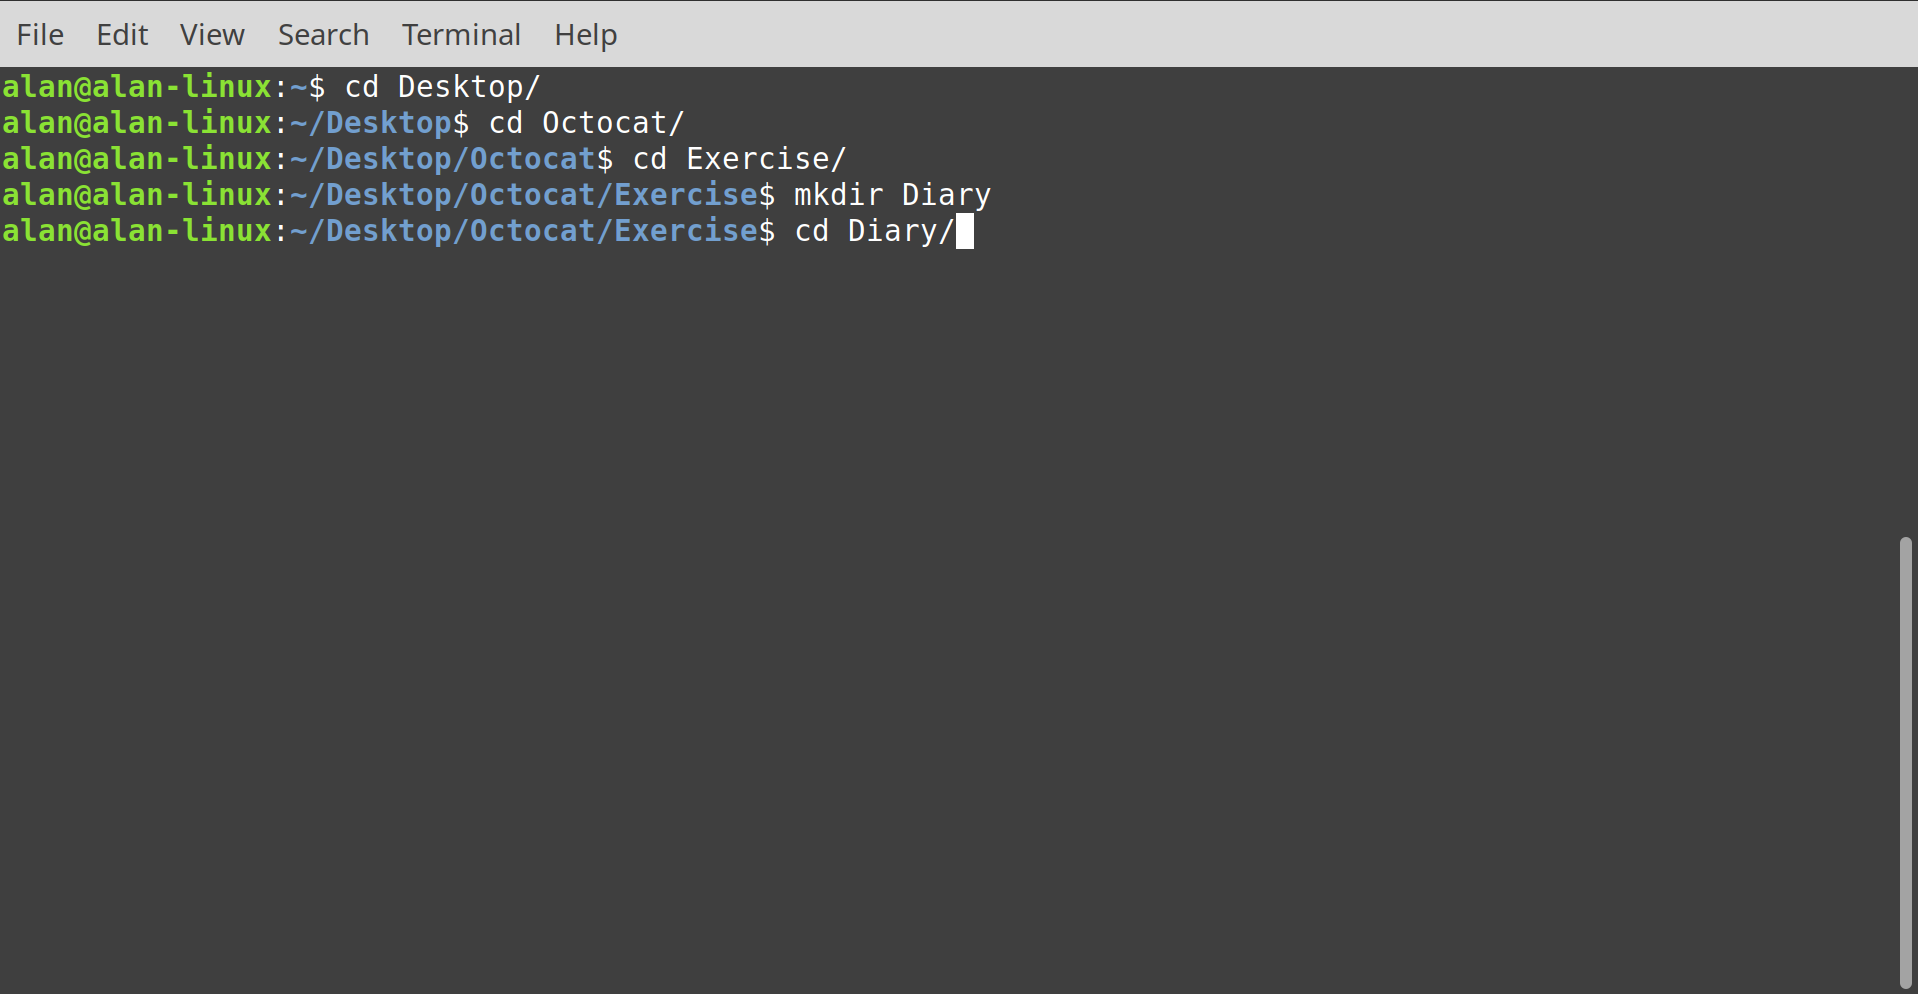 File Edit View Search Terminal Help
alan@alan-linux:~$ cd Desktop/
alan@alan-linux:~/Desktop$ cd Octocat/
alan@alan-linux:~/Desktop/Octocat$ cd Exercise/
alan@alan-linux:~/Desktop/Octocat/Exercise$ mkdir Diary
alan@alan-linux:~/Desktop/Octocat/Exercise$ cd Diary/